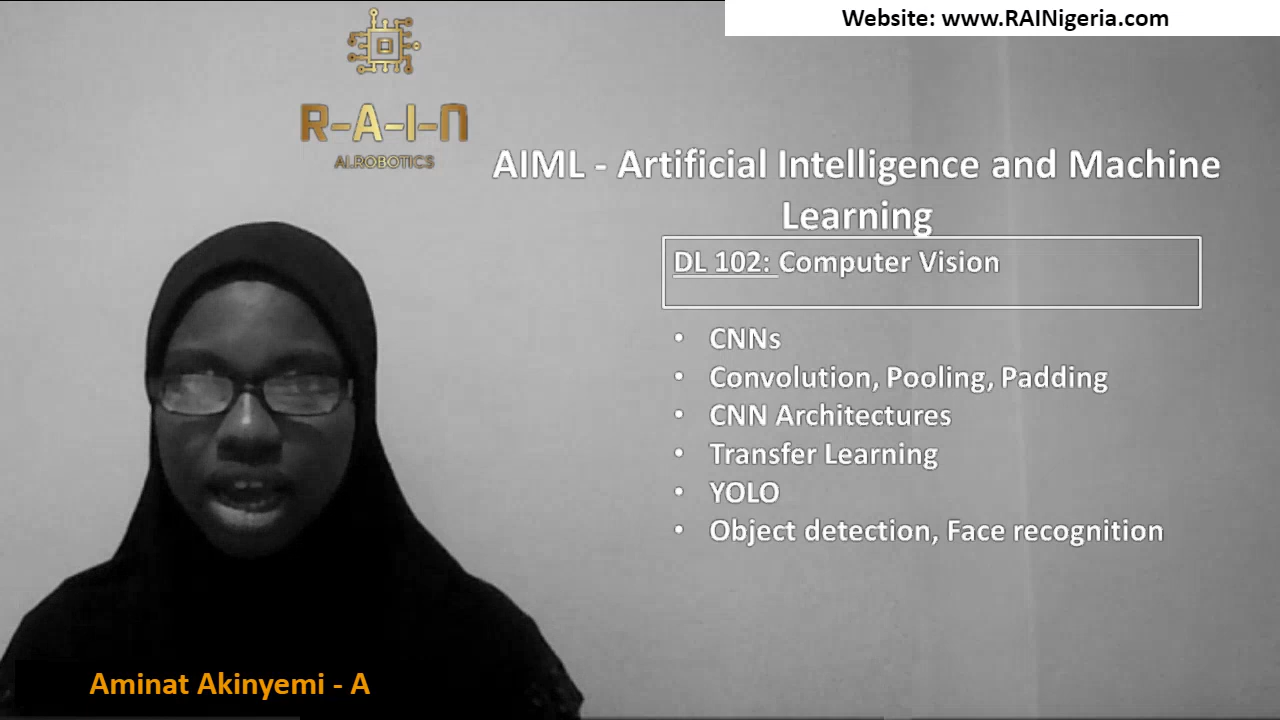 Website: www.RAINigeria.com
R-A-I-N
AI.ROBOTICS
AIML - Artificial Intelligence and Machine
Learning
DL 102: Computer Vision
• CNNs
• Convolution, Pooling, Padding
• CNN Architectures
• Transfer Learning
• YOLO
• Object detection, Face recognition
Aminat Akinyemi - A